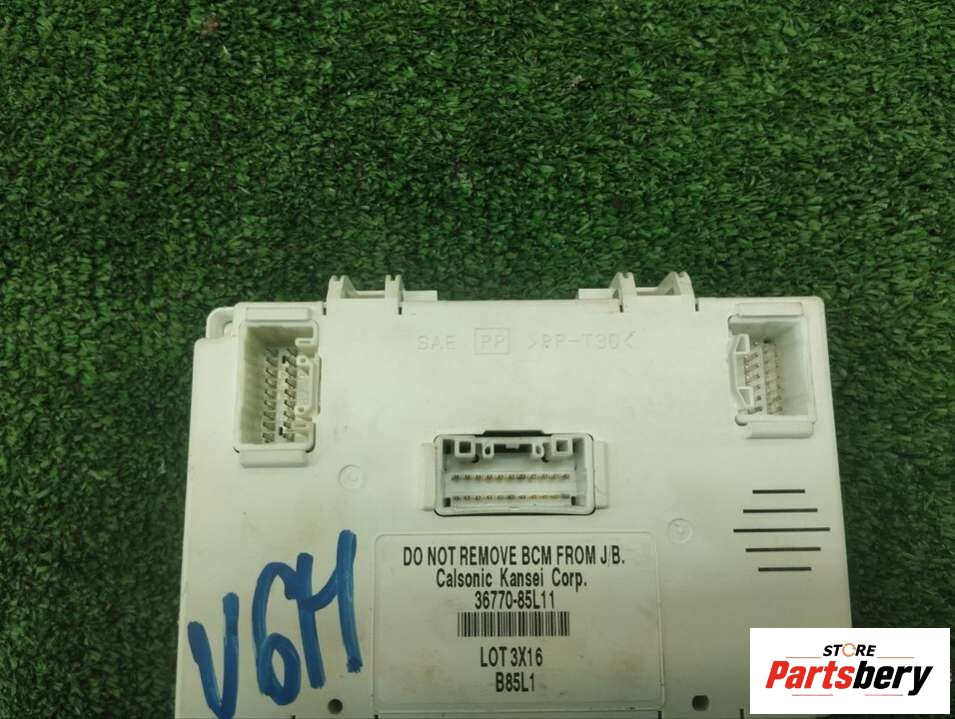 SAE PP >PP-T30<
DO NOT REMOVE BCM FROM J/B.
Calsonic Kansei Corp.
36770-85L11
LOT 3X16
B85L1
STORE
Partsbery